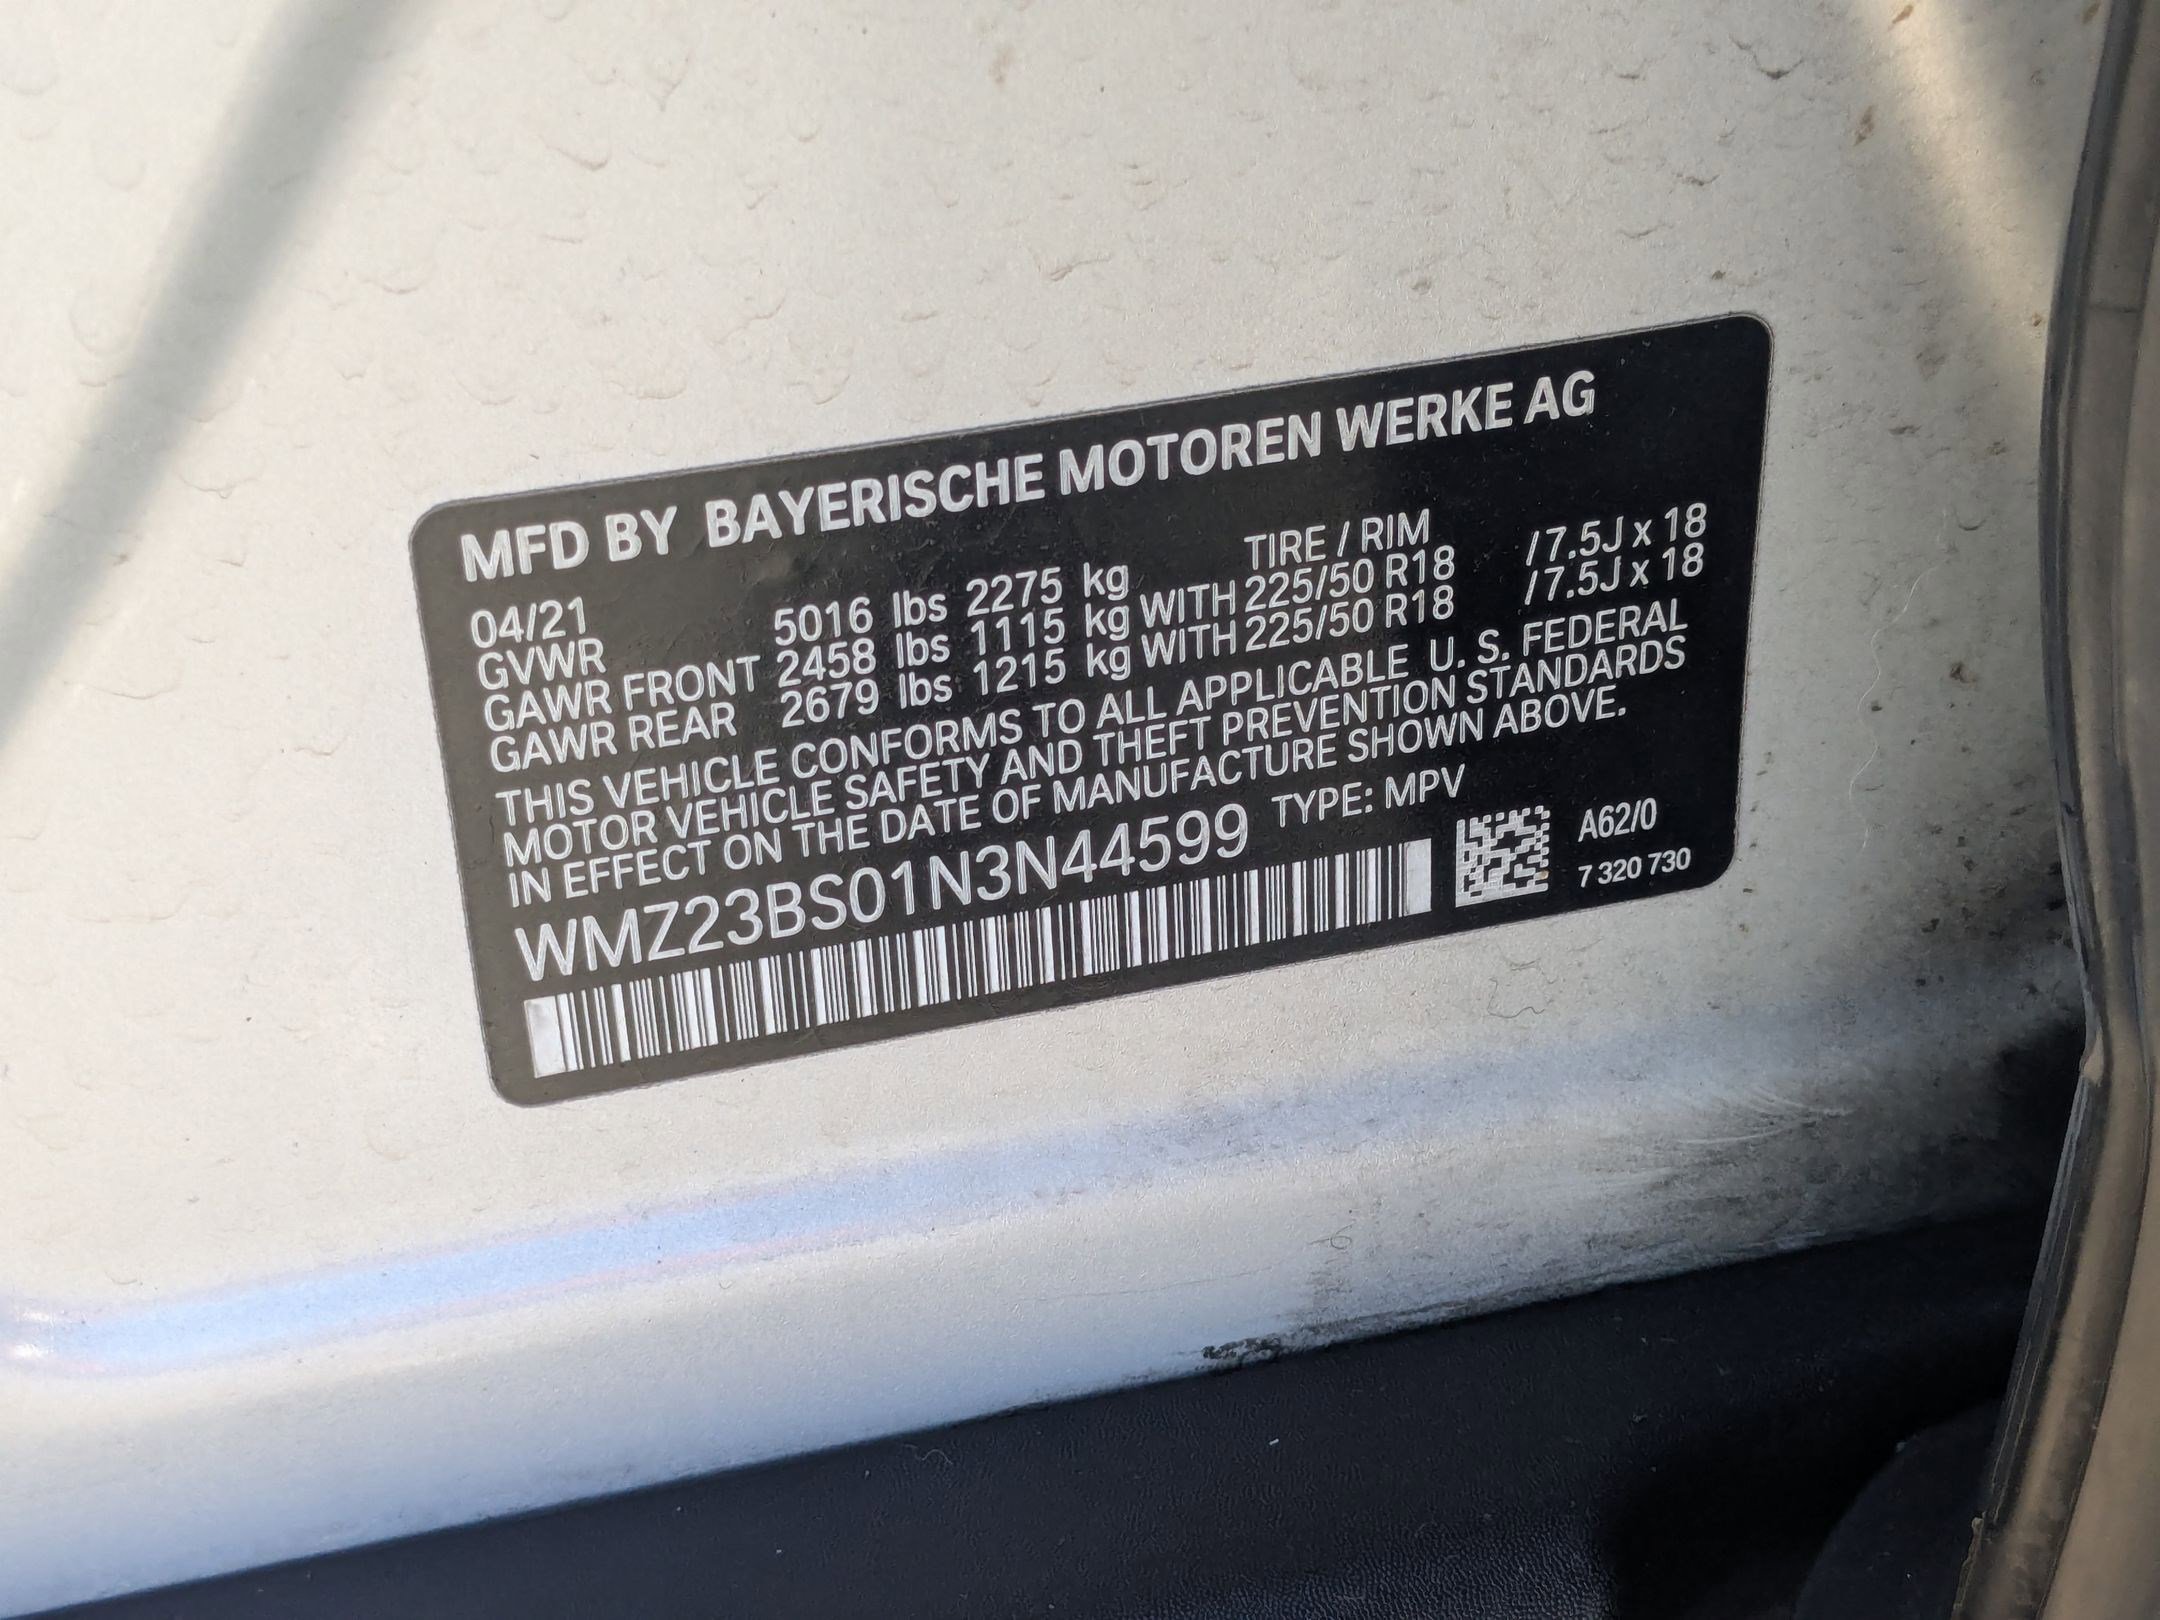 MFD BY BAYERISCHE MOTOREN WERKE AG
04/21 TIRE / RIM
GVWR 5016 lbs 2275 kg
GAWR FRONT 2458 lbs 1115 kg WITH 225/50 R18 / 7.5J x 18
GAWR REAR 2679 lbs 1215 kg WITH 225/50 R18 / 7.5J x 18
THIS VEHICLE CONFORMS TO ALL APPLICABLE U. S. FEDERAL
MOTOR VEHICLE SAFETY AND THEFT PREVENTION STANDARDS
IN EFFECT ON THE DATE OF MANUFACTURE SHOWN ABOVE.
WMZ23BS01N3N44599 TYPE: MPV
A62/0
7 320 730